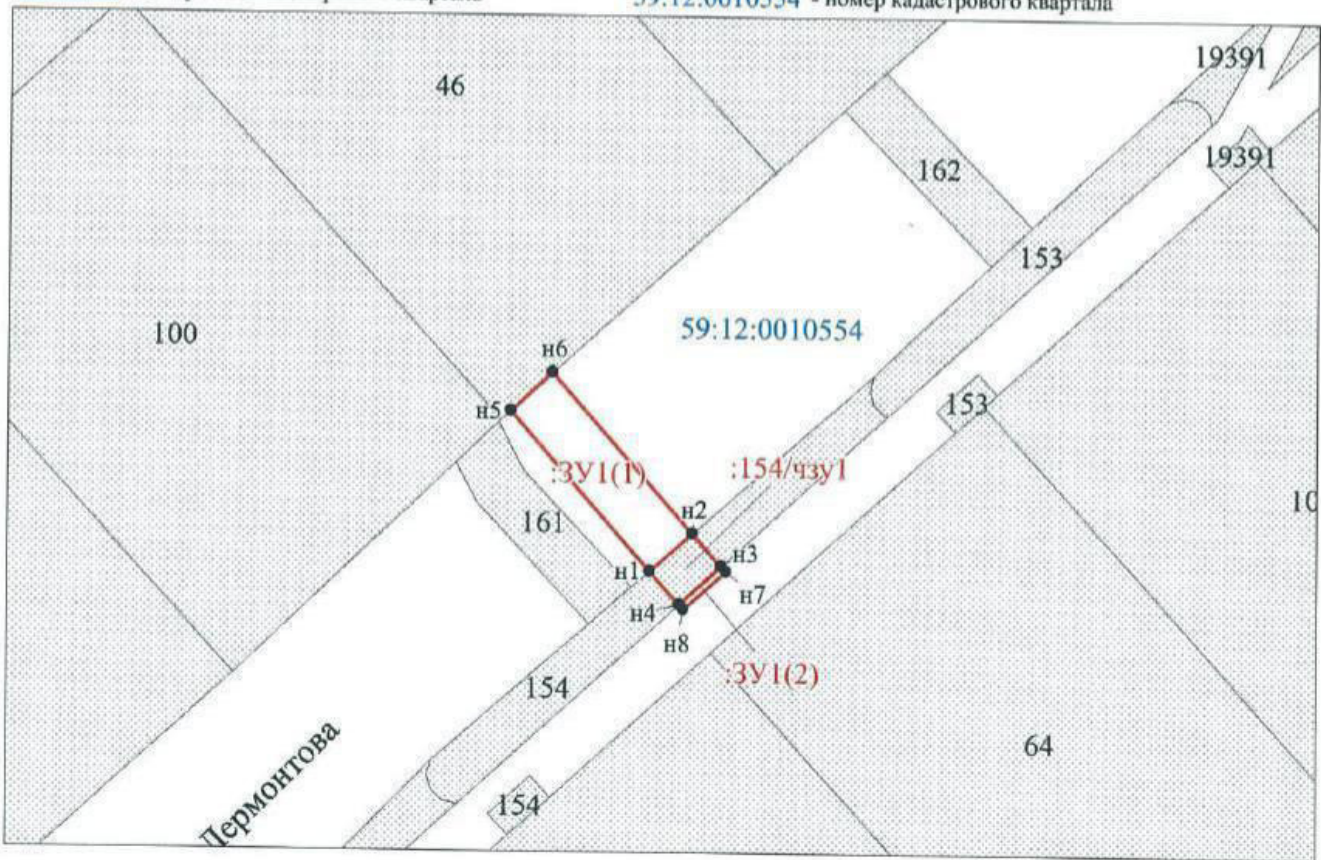 59:12:0010554 - номер кадастрового квартала
19391
46
162
19391
153
59:12:0010554
100
н6
н5
153
:ЗУ1(1)
:154/чзу1
10
161
н2
н3
н1
н7
н4
н8
:ЗУ1(2)
154
64
Лермонтова
154